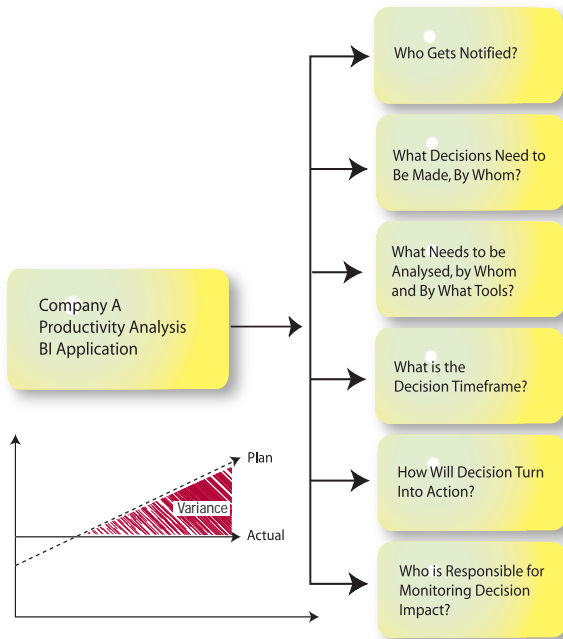 Who Gets Notified?
What Decisions Need to
Be Made, By Whom?
What Needs to be
Analysed, by Whom
and By What Tools?
Company A
Productivity Analysis
BI Application
What is the
Decision Timeframe?
How Will Decision Turn
Into Action?
Who is Responsible for
Monitoring Decision
Impact?
Plan
Variance
Actual